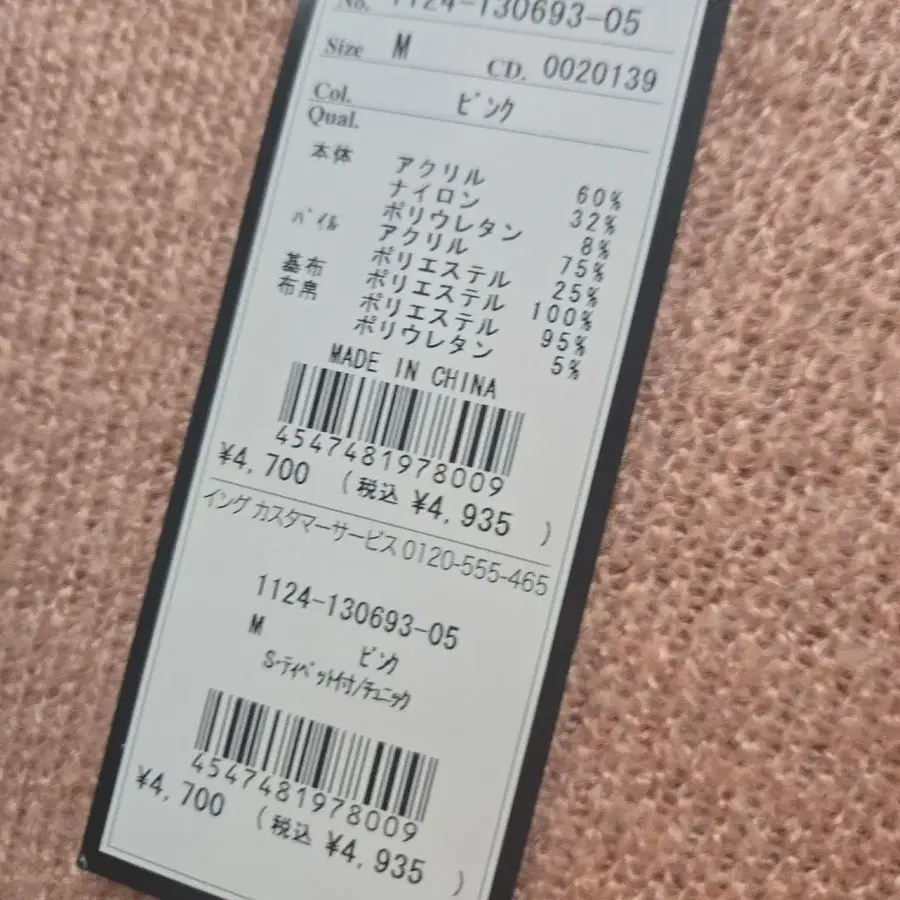 No. 1124-130693-05
Size M CD. 0020139
Col. ピンク
Qual.
本体 アクリル 60%
ナイロン 32%
ポリウレタン 8%
パイル アクリル 75%
ポリエステル 25%
基布 ポリエステル 100%
布帛 ポリエステル 95%
ポリウレタン 5%
MADE IN CHINA
4547481978009
¥4,700 (税込 ¥4,935 )
イング カスタマーサービス 0120-555-465
1124-130693-05
M
ピンク
S・ティペット付/チュニック
4547481978009
¥4,700 (税込 ¥4,935 )